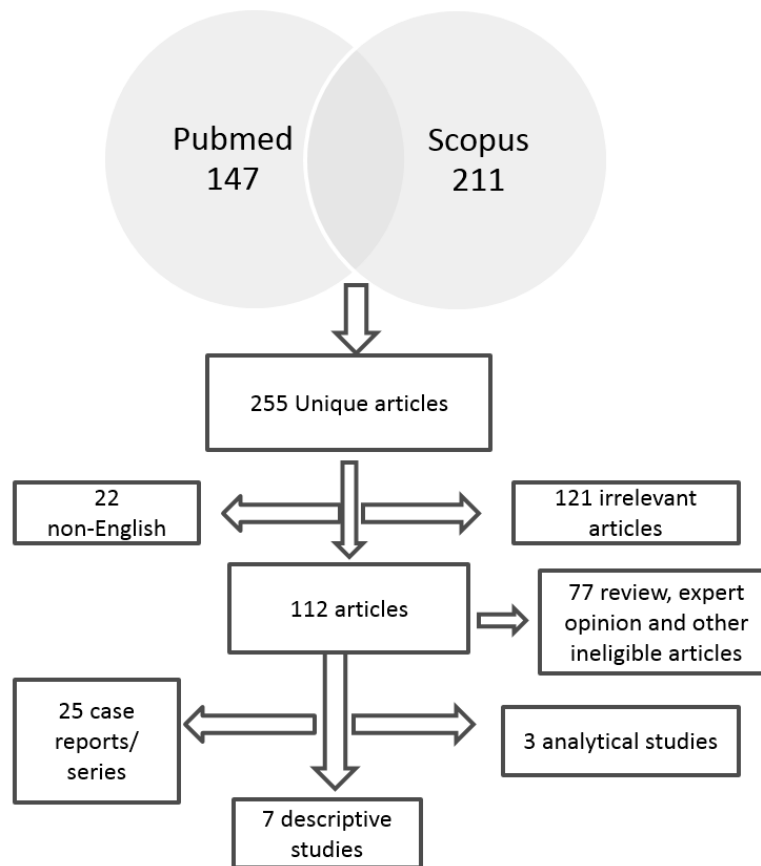 Pubmed
147
Scopus
211
255 Unique articles
22
non-English
121 irrelevant
articles
112 articles
77 review, expert
opinion and other
ineligible articles
25 case
reports/
series
3 analytical studies
7 descriptive
studies